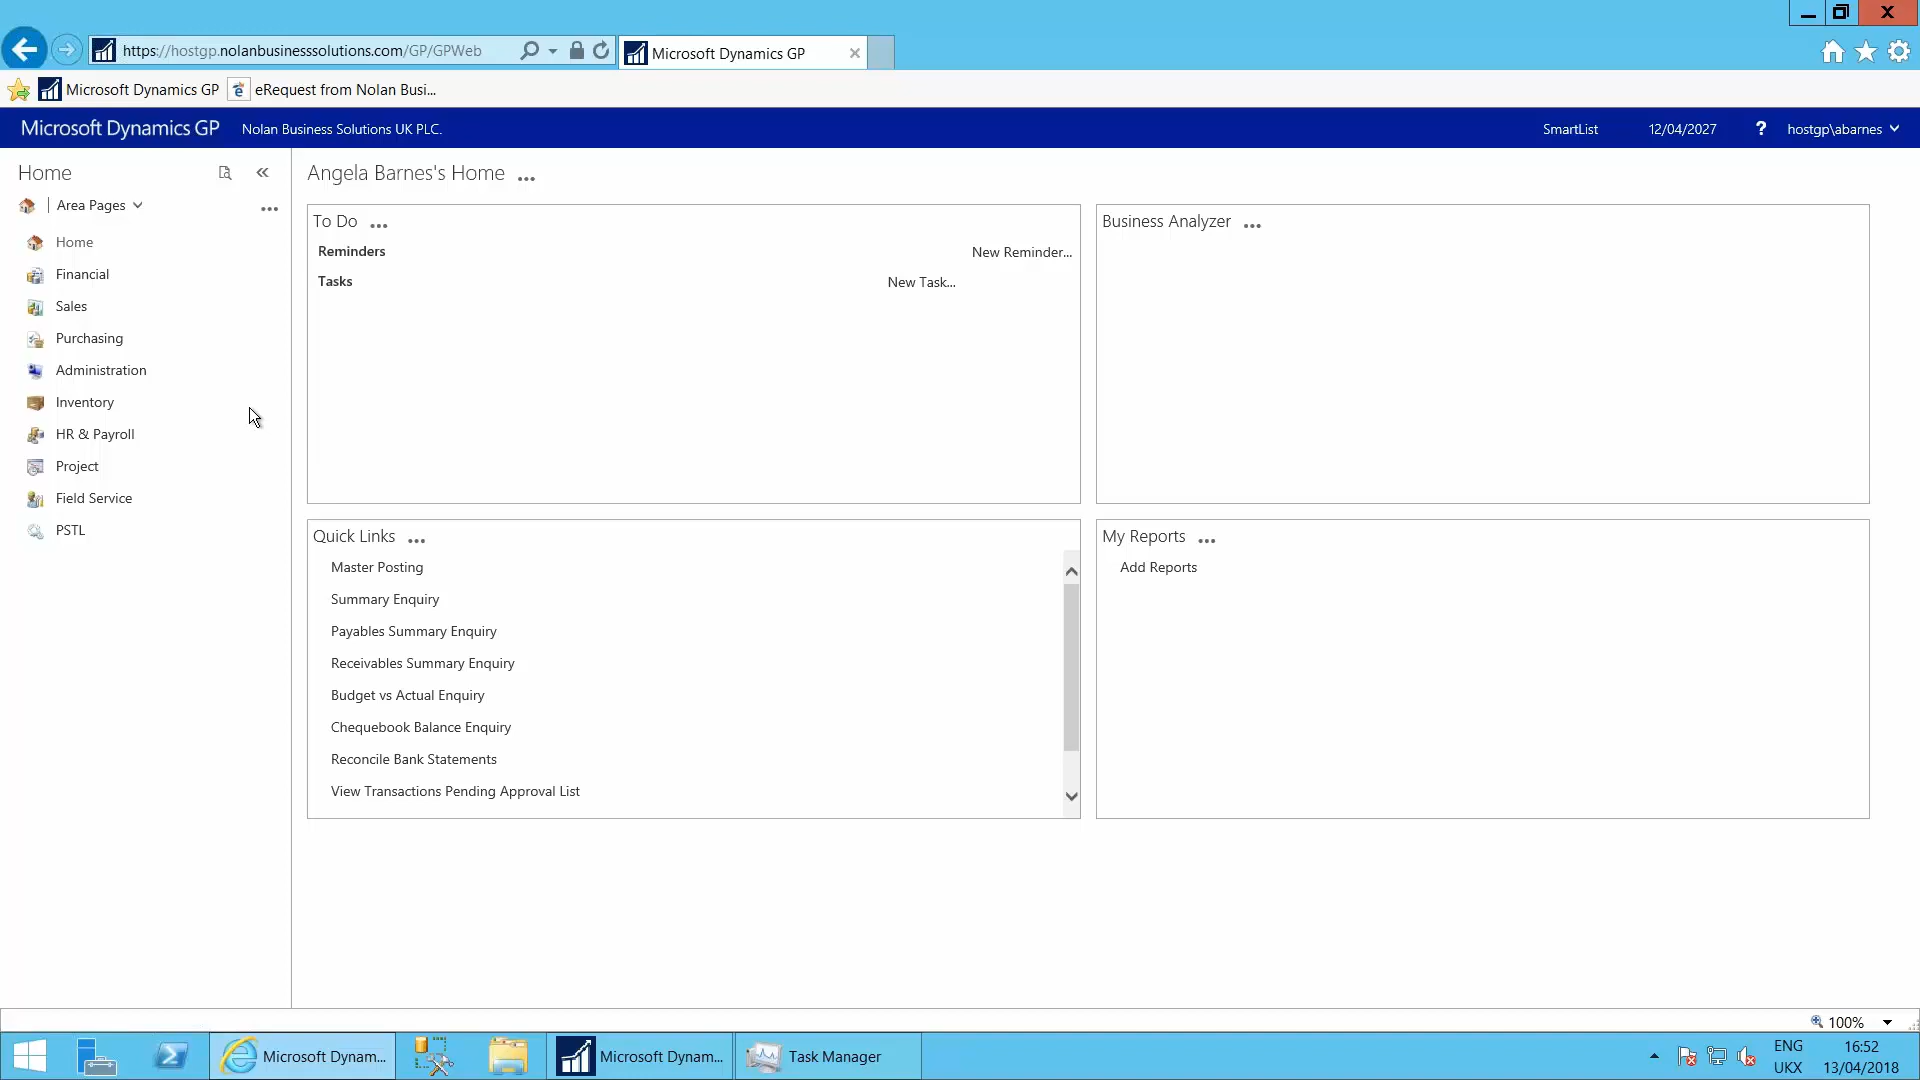 https://hostgp.nolanbusinesssolutions.com/GP/GPWeb
Microsoft Dynamics GP
Microsoft Dynamics GP
eRequest from Nolan Busi...
Microsoft Dynamics GP
Nolan Business Solutions UK PLC.
SmartList
12/04/2027
?
hostgp\abarnes
Home
Area Pages
Home
Financial
Sales
Purchasing
Administration
Inventory
HR & Payroll
Project
Field Service
PSTL
Angela Barnes's Home ...
To Do ...
Reminders
New Reminder...
Tasks
New Task...
Business Analyzer ...
Quick Links ...
Master Posting
Summary Enquiry
Payables Summary Enquiry
Receivables Summary Enquiry
Budget vs Actual Enquiry
Chequebook Balance Enquiry
Reconcile Bank Statements
View Transactions Pending Approval List
My Reports ...
Add Reports
100%
Microsoft Dynam...
Microsoft Dynam...
Task Manager
ENG
UKX
16:52
13/04/2018